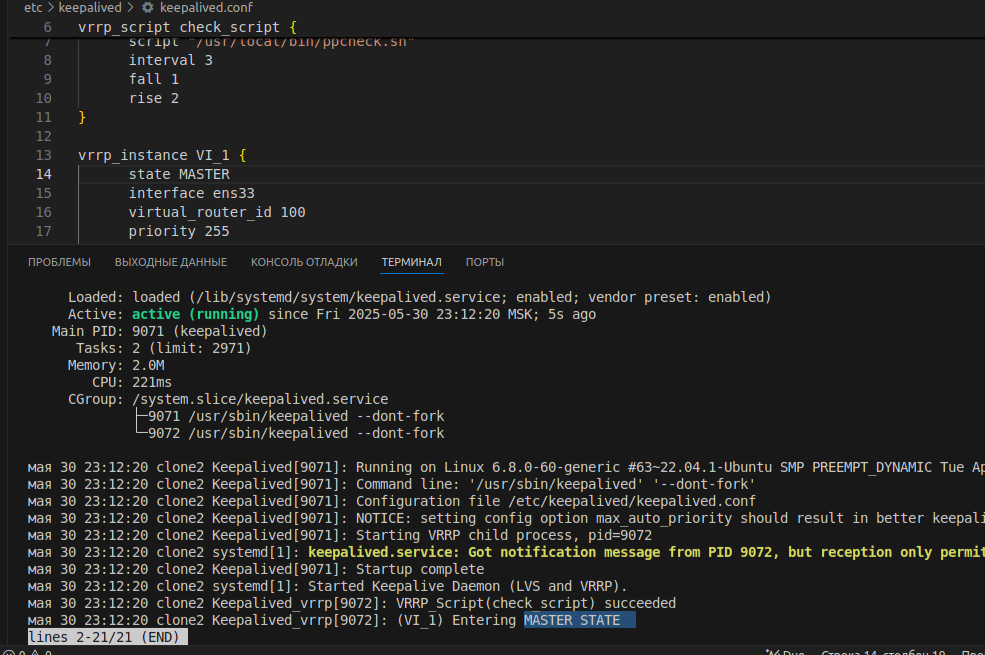 etc > keepalived > keepalived.conf
6 vrrp_script check_script {
7 script "/usr/local/bin/ppcheck.sh"
8 interval 3
9 fall 1
10 rise 2
11 }
12
13 vrrp_instance VI_1 {
14 state MASTER
15 interface ens33
16 virtual_router_id 100
17 priority 255
ПРОБЛЕМЫ ВЫХОДНЫЕ ДАННЫЕ КОНСОЛЬ ОТЛАДКИ ТЕРМИНАЛ ПОРТЫ
Loaded: loaded (/lib/systemd/system/keepalived.service; enabled; vendor preset: enabled)
Active: active (running) since Fri 2025-05-30 23:12:20 MSK; 5s ago
Main PID: 9071 (keepalived)
Tasks: 2 (limit: 2971)
Memory: 2.0M
CPU: 221ms
CGroup: /system.slice/keepalived.service
├─9071 /usr/sbin/keepalived --dont-fork
└─9072 /usr/sbin/keepalived --dont-fork
мая 30 23:12:20 clone2 Keepalived[9071]: Running on Linux 6.8.0-60-generic #63~22.04.1-Ubuntu SMP PREEMPT_DYNAMIC Tue Ap
мая 30 23:12:20 clone2 Keepalived[9071]: Command line: '/usr/sbin/keepalived' '--dont-fork'
мая 30 23:12:20 clone2 Keepalived[9071]: Configuration file /etc/keepalived/keepalived.conf
мая 30 23:12:20 clone2 Keepalived[9071]: NOTICE: setting config option max_auto_priority should result in better keepali
мая 30 23:12:20 clone2 Keepalived[9071]: Starting VRRP child process, pid=9072
мая 30 23:12:20 clone2 systemd[1]: keepalived.service: Got notification message from PID 9072, but reception only permit
мая 30 23:12:20 clone2 Keepalived[9071]: Startup complete
мая 30 23:12:20 clone2 systemd[1]: Started Keepalive Daemon (LVS and VRRP).
мая 30 23:12:20 clone2 Keepalived_vrrp[9072]: VRRP_Script(check_script) succeeded
мая 30 23:12:20 clone2 Keepalived_vrrp[9072]: (VI_1) Entering MASTER STATE
lines 2-21/21 (END)